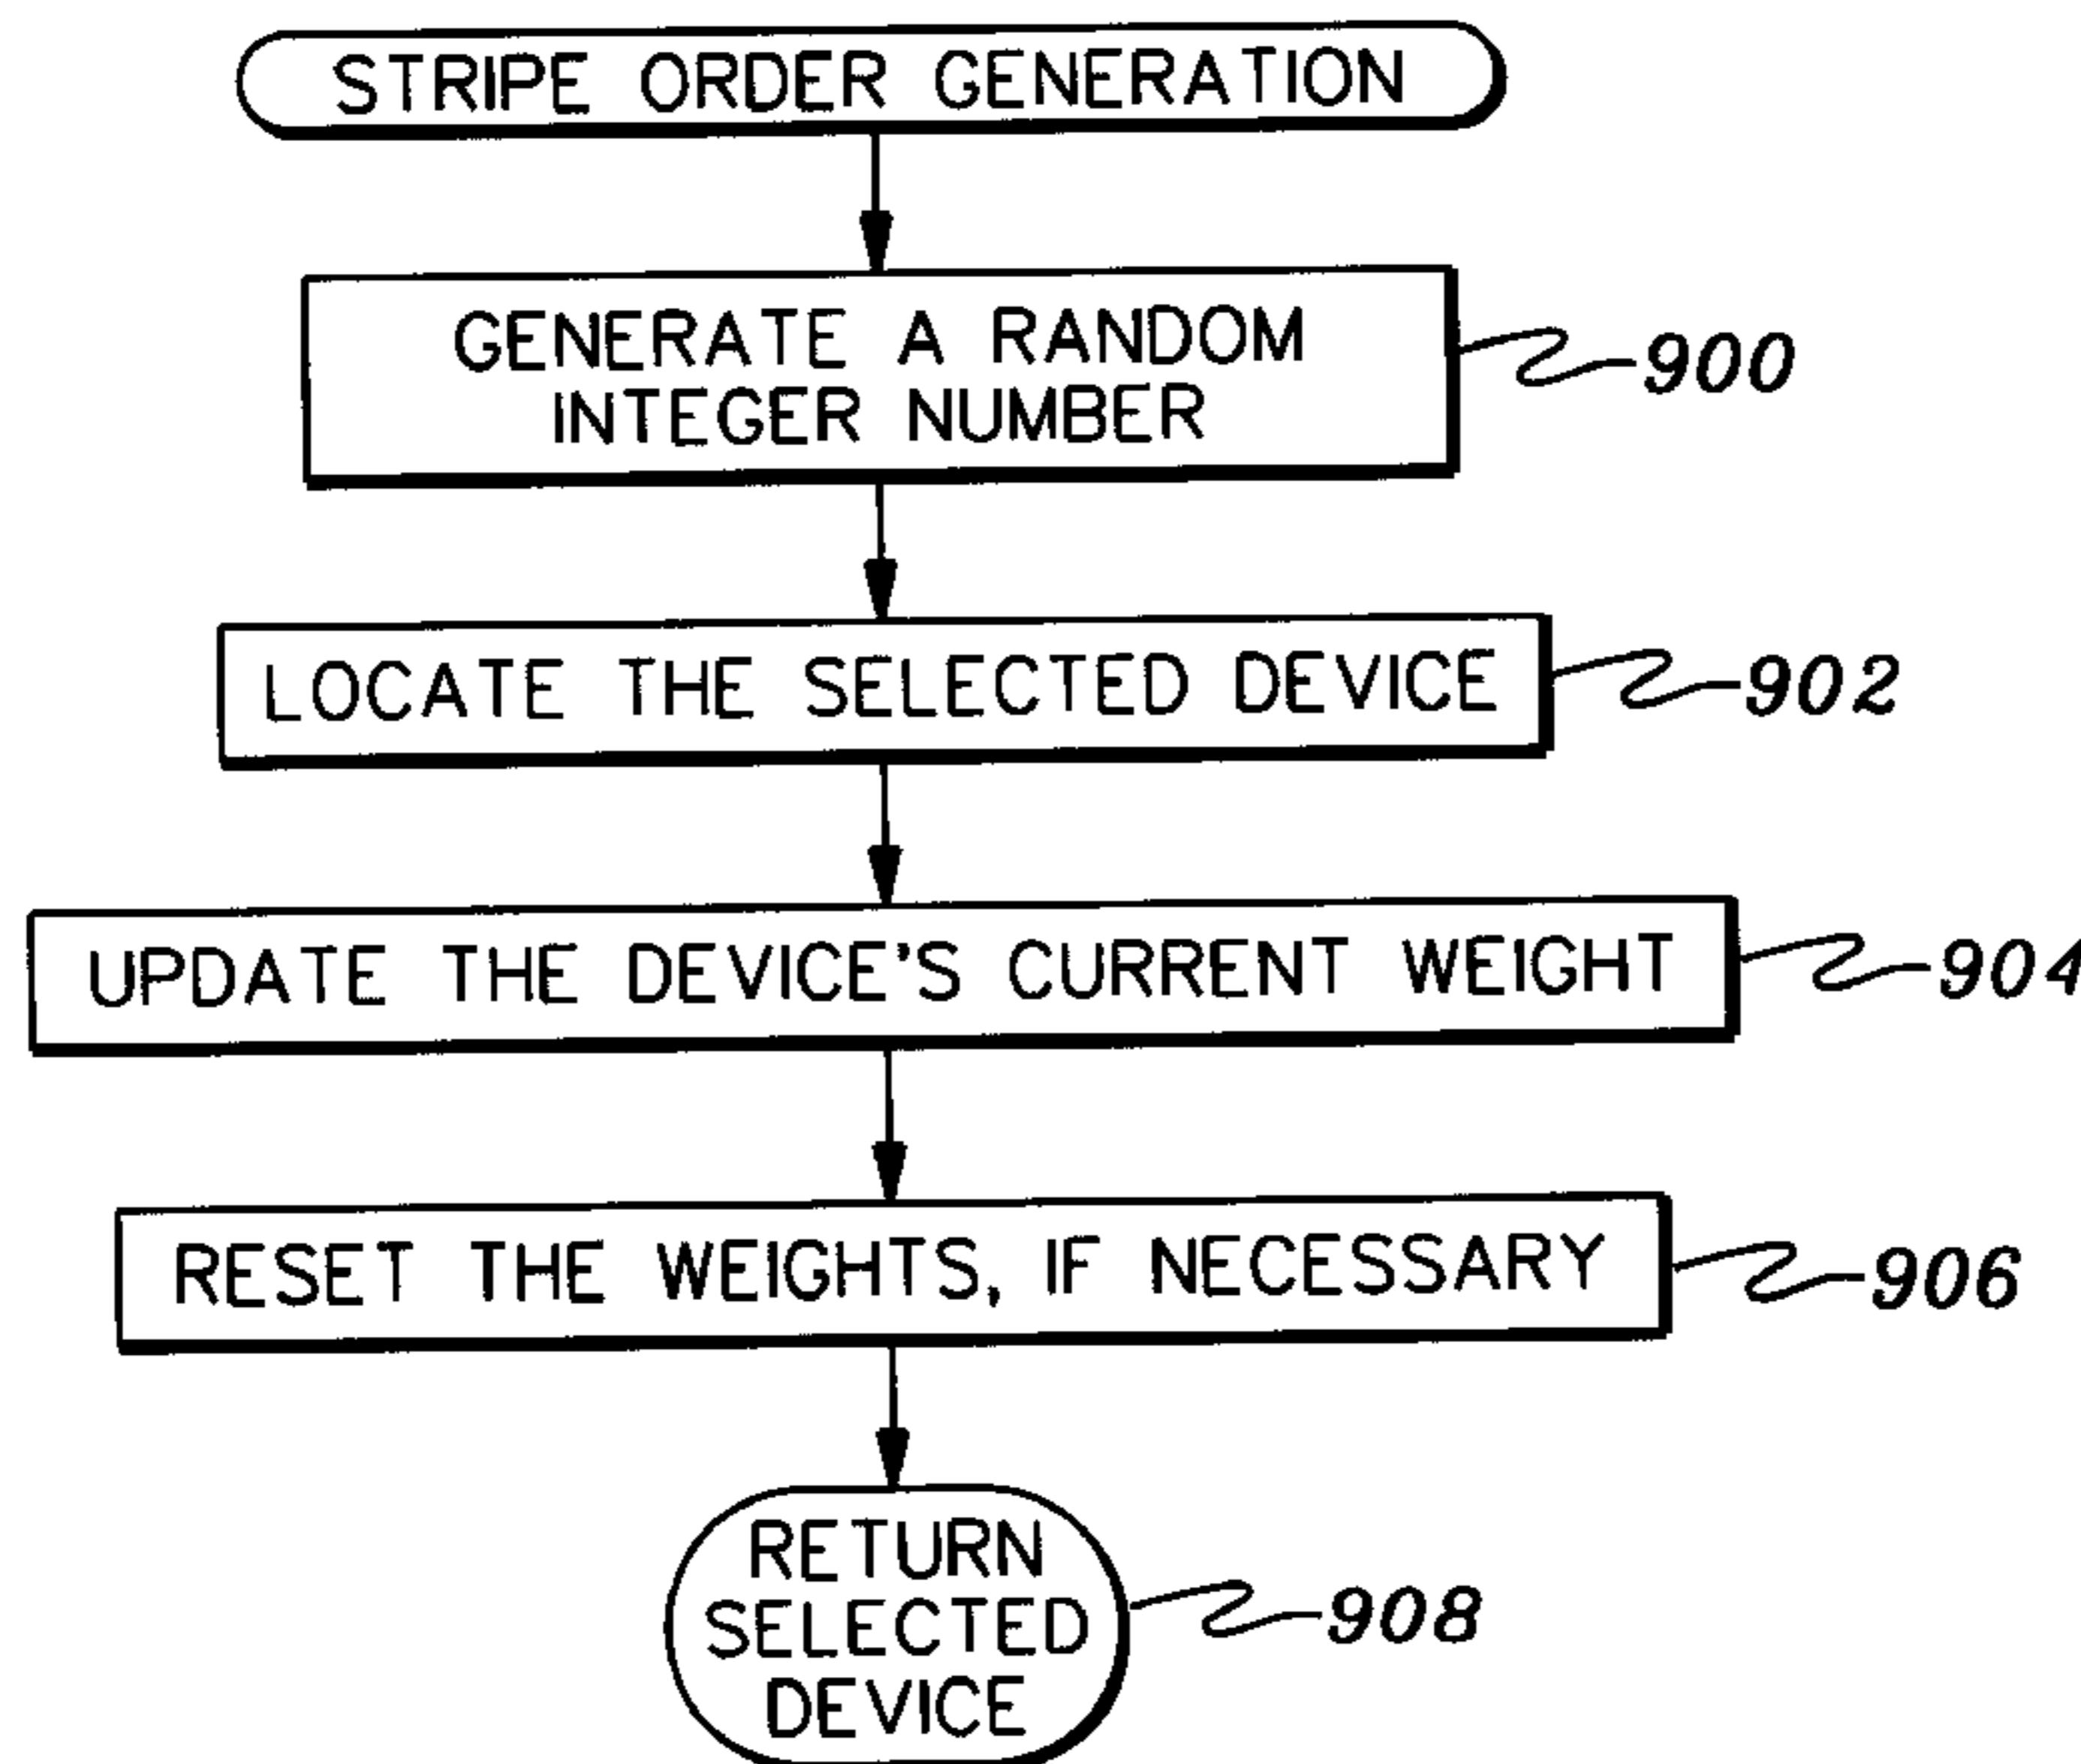 STRIPE ORDER GENERATION
GENERATE A RANDOM
INTEGER NUMBER
900
LOCATE THE SELECTED DEVICE
902
UPDATE THE DEVICE'S CURRENT WEIGHT
904
RESET THE WEIGHTS, IF NECESSARY
906
RETURN
SELECTED
DEVICE
908